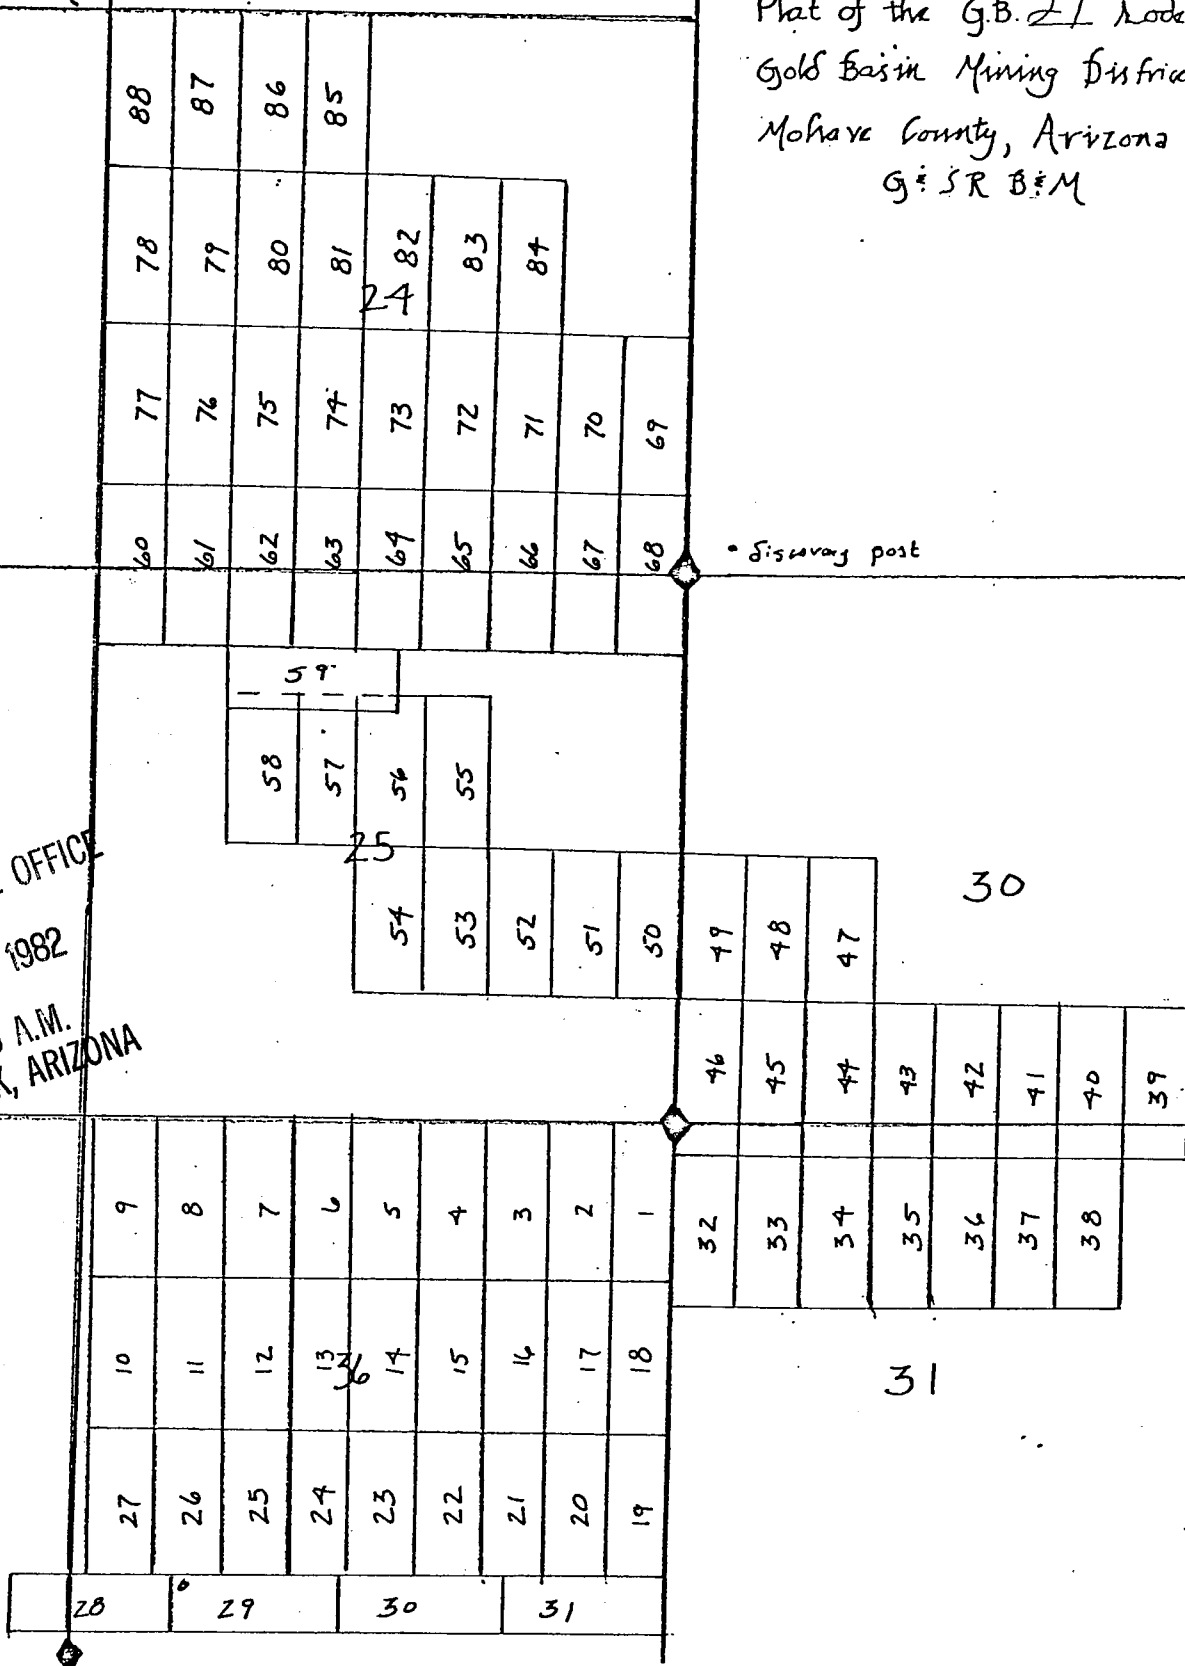 Plat of the G.B. Lode
Gold Basin Mining Distric
Mohave County, Arizona
G & S R B & M
88 87 86 85
78 79 80 81 82 83 84
24
77 76 75 74 73 72 71 70 69
60 61 62 63 64 65 66 67 68
• discovery post
59
58 57 56 55
25
30
54 53 52 51 50 49 48 47
OFFICE
1982
A.M.
ARIZONA
46 45 44 43 42 41 40 39
9 8 7 6 5 4 3 2 1
32 33 34 35 36 37 38
10 11 12 13 14 15 16 17 18
36
31
27 26 25 24 23 22 21 20 19
28 29 30 31